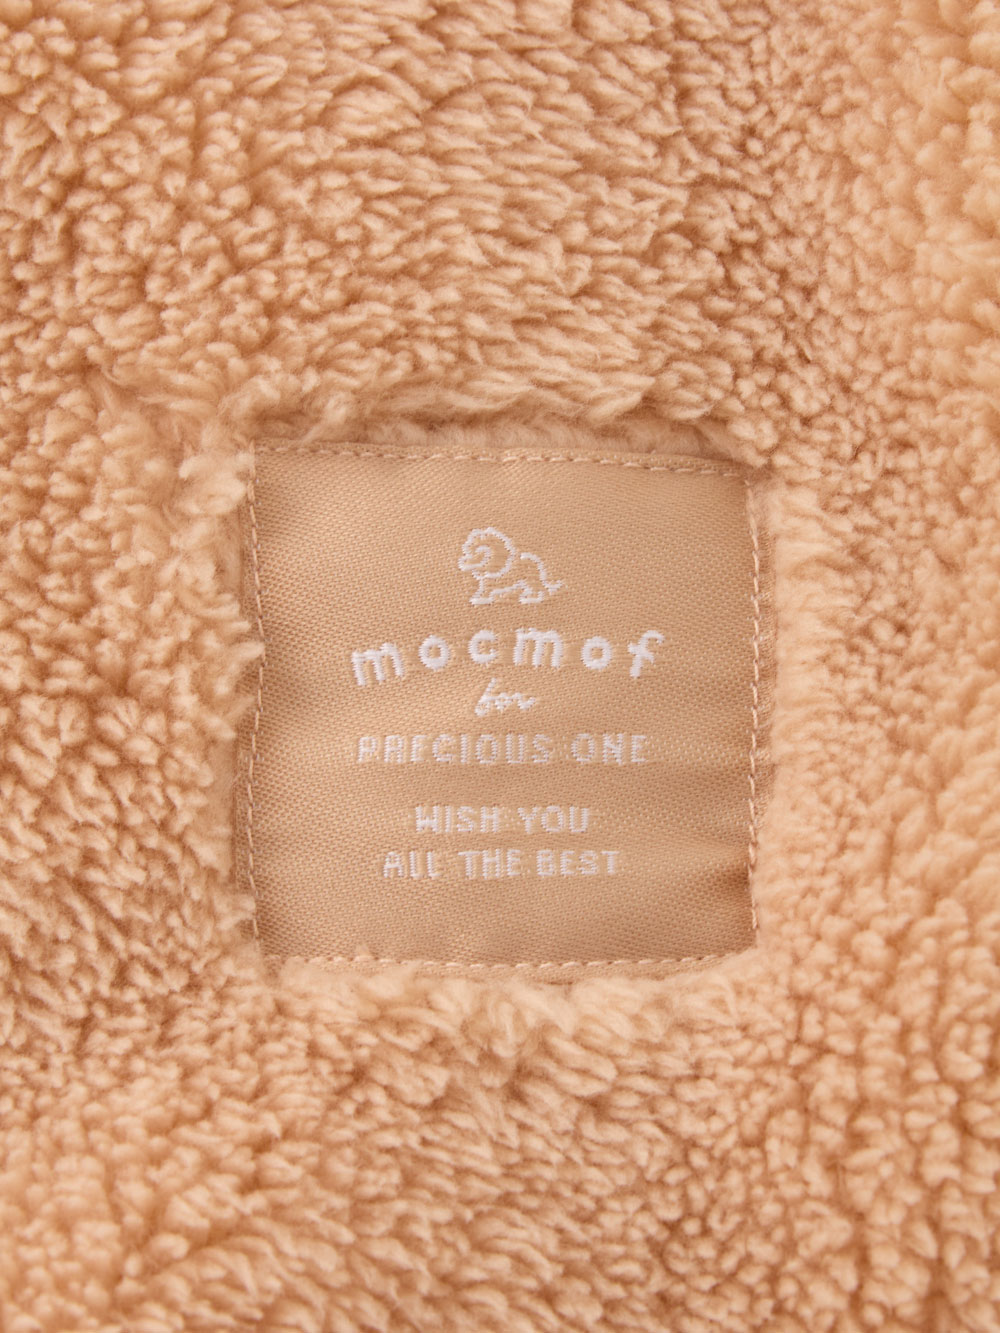 mocmof
for
PRECIOUS ONE
WISH YOU
ALL THE BEST